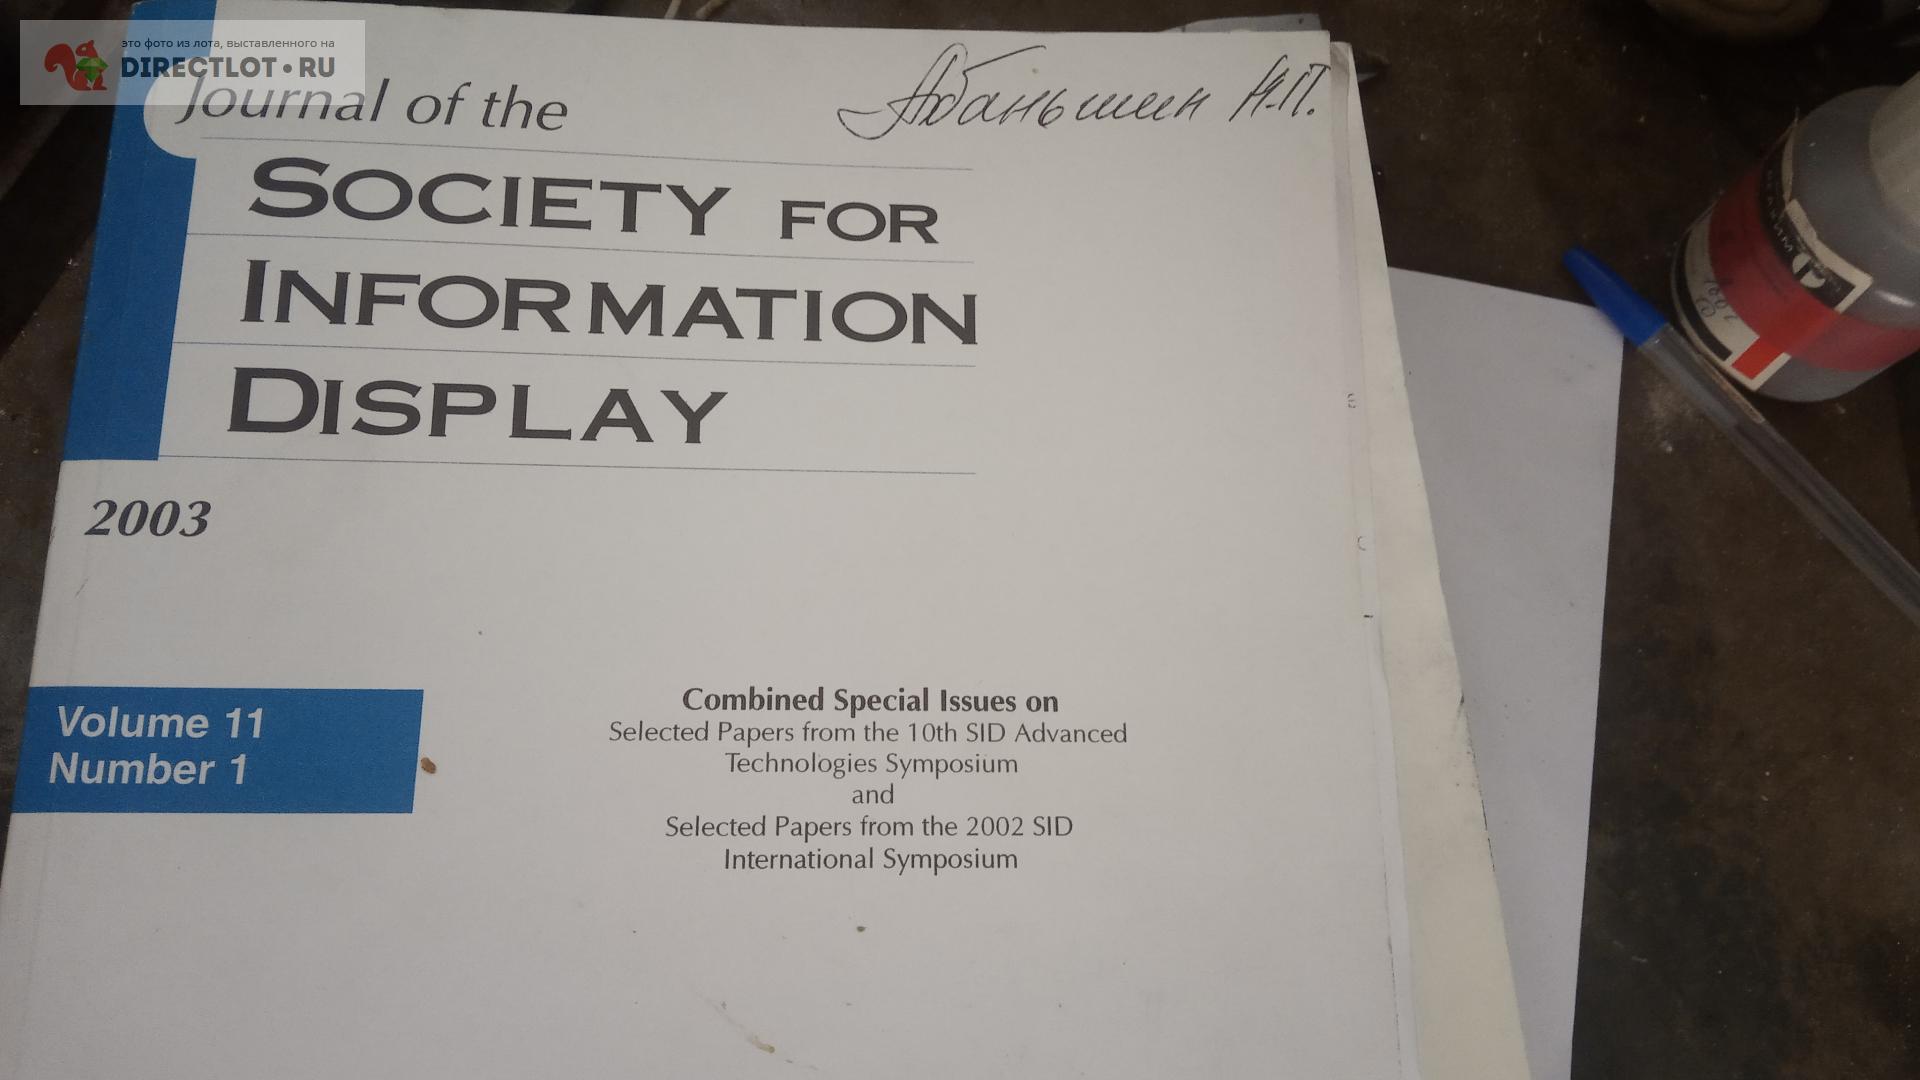 это фото из лота, выставленного на
DIRECTLOT.RU
Journal of the
Абаньшин Н.П.
SOCIETY FOR
INFORMATION
DISPLAY
2003
Volume 11
Number 1
Combined Special Issues on
Selected Papers from the 10th SID Advanced
Technologies Symposium
and
Selected Papers from the 2002 SID
International Symposium